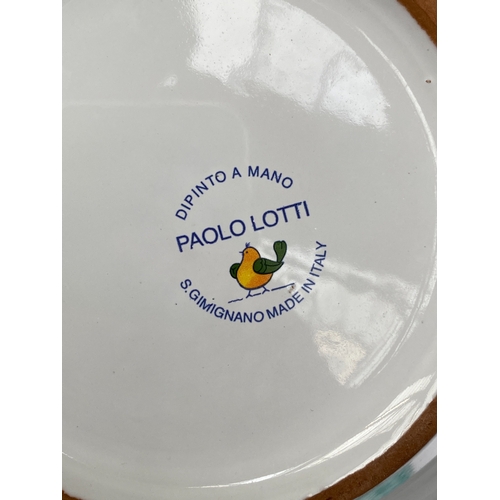 DIPINTO A MANO
PAOLO LOTTI
S.GIMIGNANO MADE IN ITALY